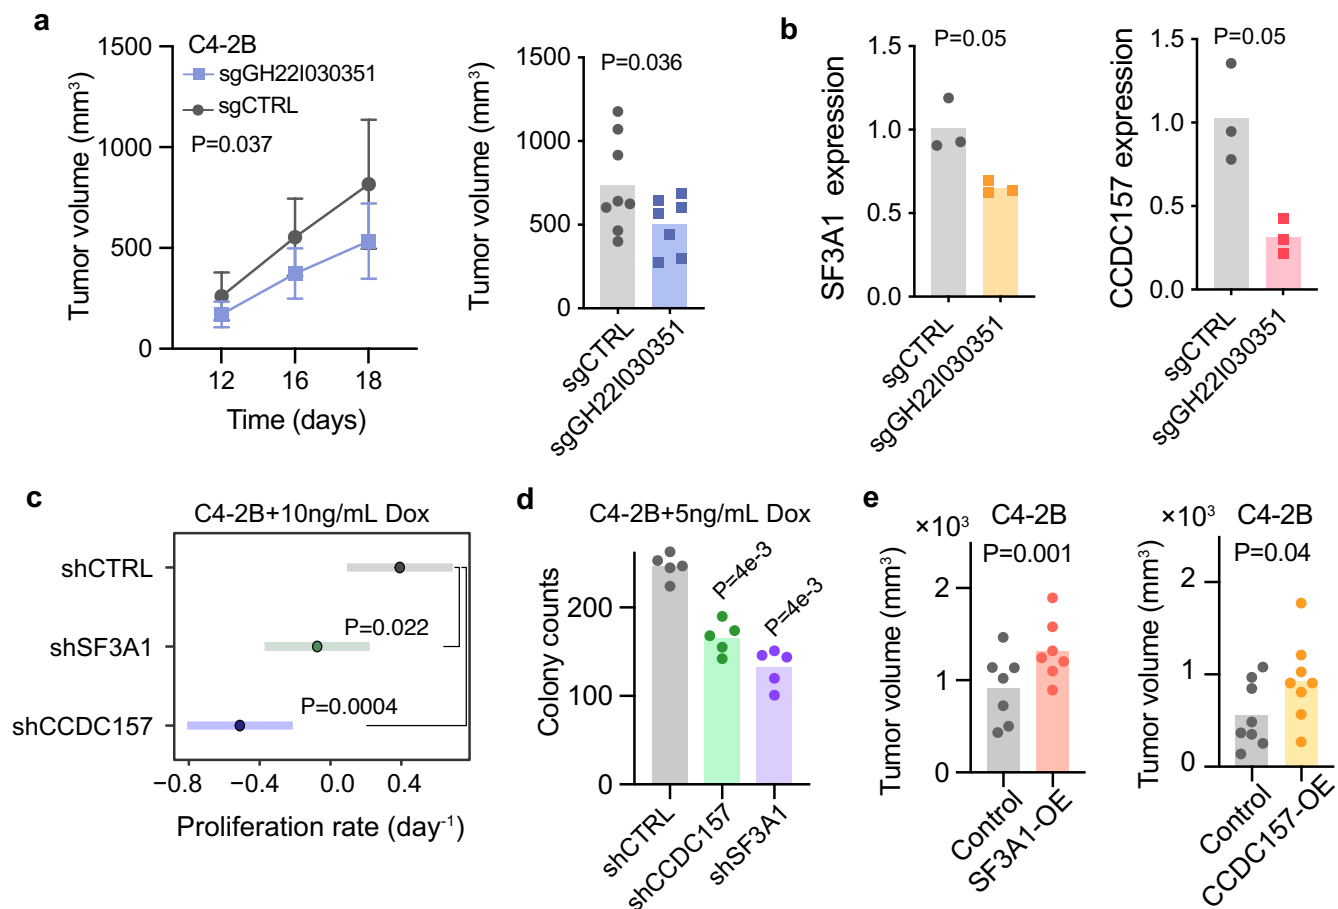 a
C4-2B
sgGH22I030351
sgCTRL
P=0.037
Tumor volume (mm³)
1500
1000
500
0
12 16 18
Time (days)
P=0.036
Tumor volume (mm³)
1500
1000
500
0
sgCTRL
sgGH22I030351
b
P=0.05
SF3A1 expression
1.5
1.0
0.5
0.0
sgCTRL
sgGH22I030351
P=0.05
CCDC157 expression
1.5
1.0
0.5
0.0
sgCTRL
sgGH22I030351
c
C4-2B+10ng/mL Dox
shCTRL
shSF3A1
shCCDC157
P=0.022
P=0.0004
−0.8 −0.4 0.0 0.4
Proliferation rate (day⁻¹)
d
C4-2B+5ng/mL Dox
P=4e-3
P=4e-3
Colony counts
200
100
0
shCTRL
shCCDC157
shSF3A1
e
×10³ C4-2B
P=0.001
Tumor volume (mm³)
2
1
0
Control
SF3A1-OE
×10³ C4-2B
P=0.04
Tumor volume (mm³)
2
1
0
Control
CCDC157-OE